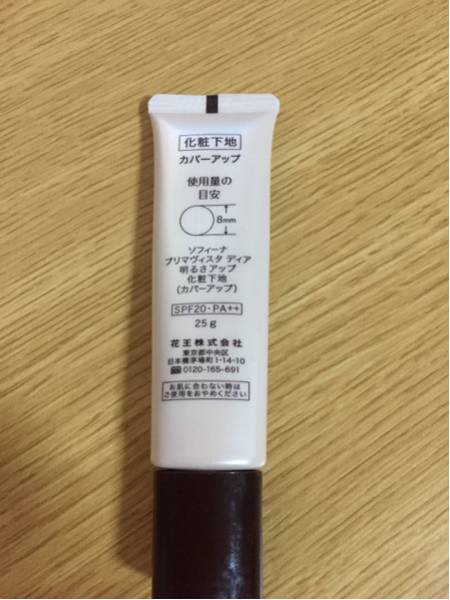 化粧下地
カバーアップ
使用量の
目安
8mm
ソフィーナ
プリマヴィスタ ディア
明るさアップ
化粧下地
(カバーアップ)
SPF20・PA++
25g
花王株式会社
東京都中央区
日本橋茅場町1-14-10
☎0120-165-691
お肌に合わない時は
ご使用をおやめください